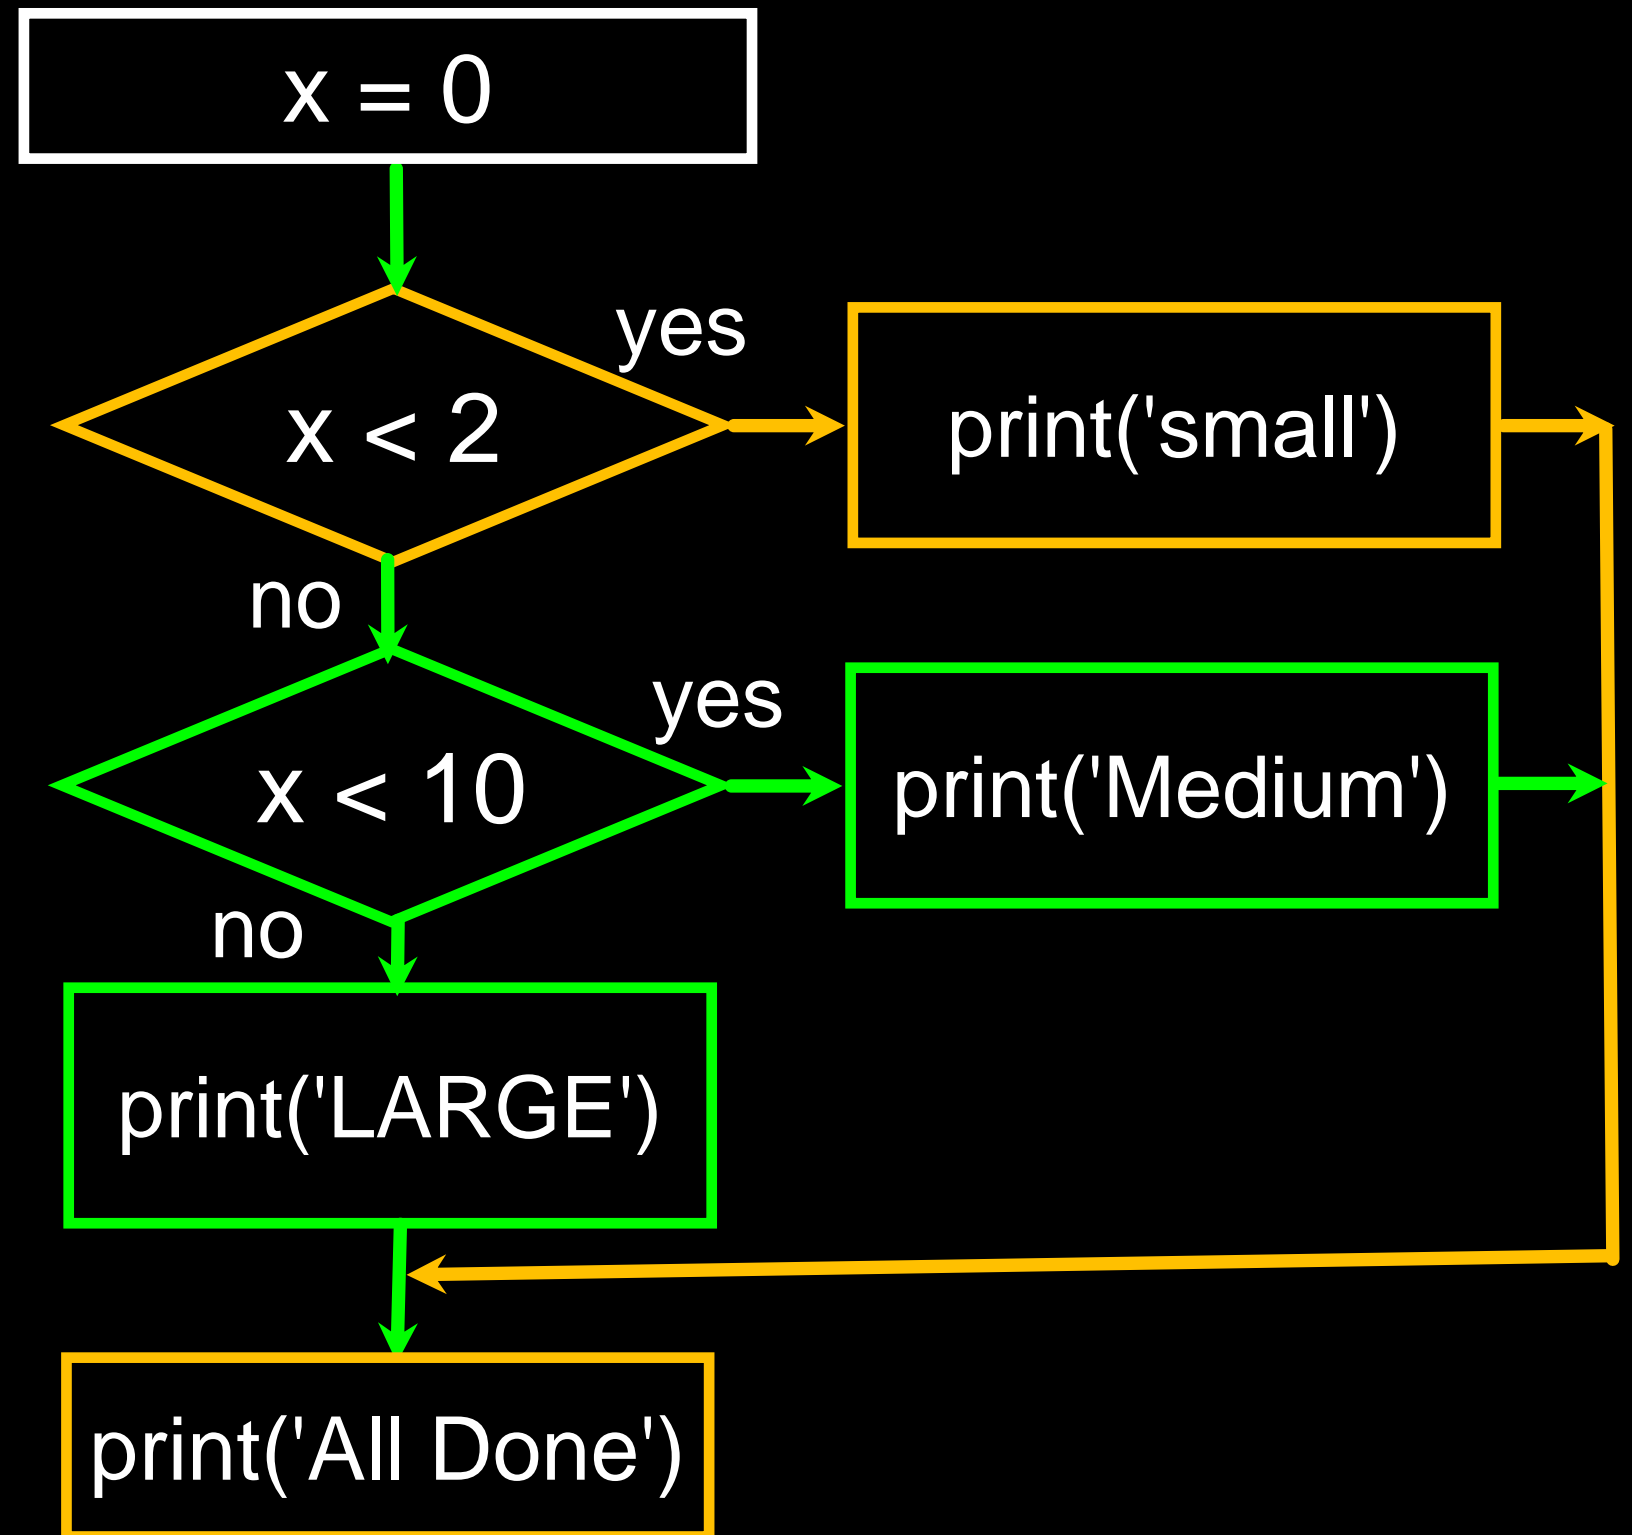 x = 0
yes
x < 2
print('small')
no
yes
x < 10
print('Medium')
no
print('LARGE')
print('All Done')